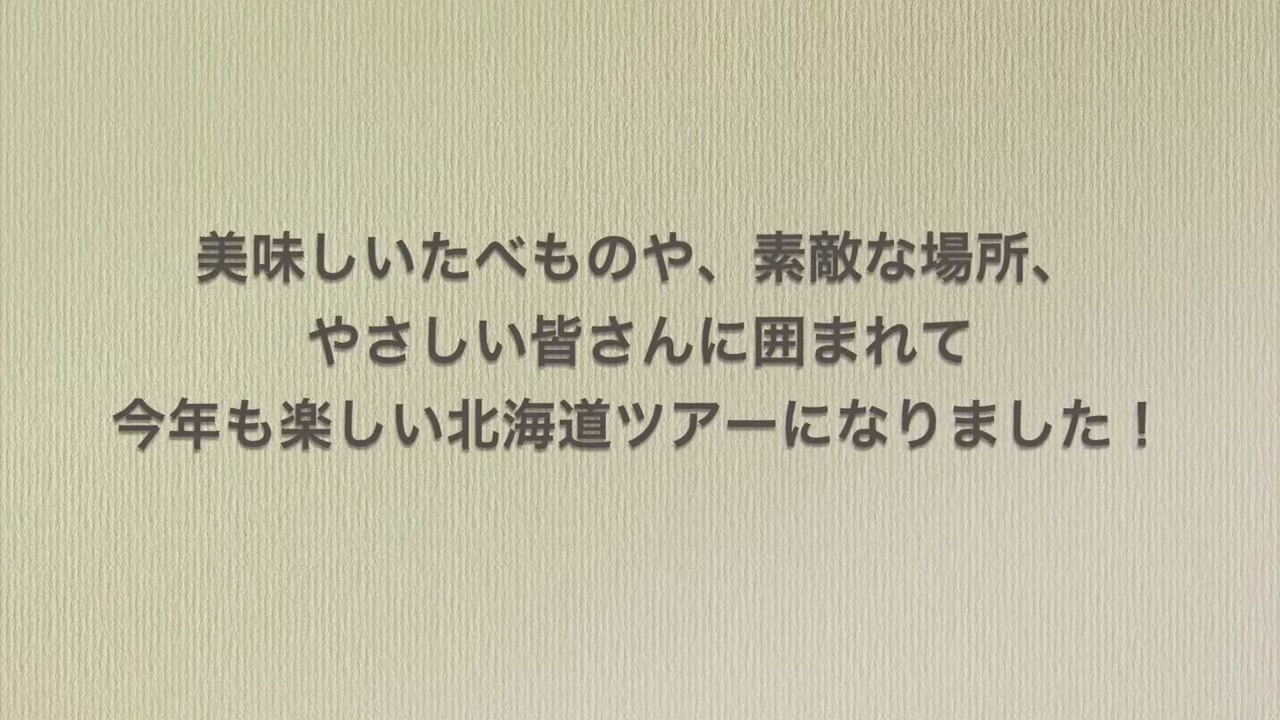 美味しいたべものや、素敵な場所、
やさしい皆さんに囲まれて
今年も楽しい北海道ツアーになりました！